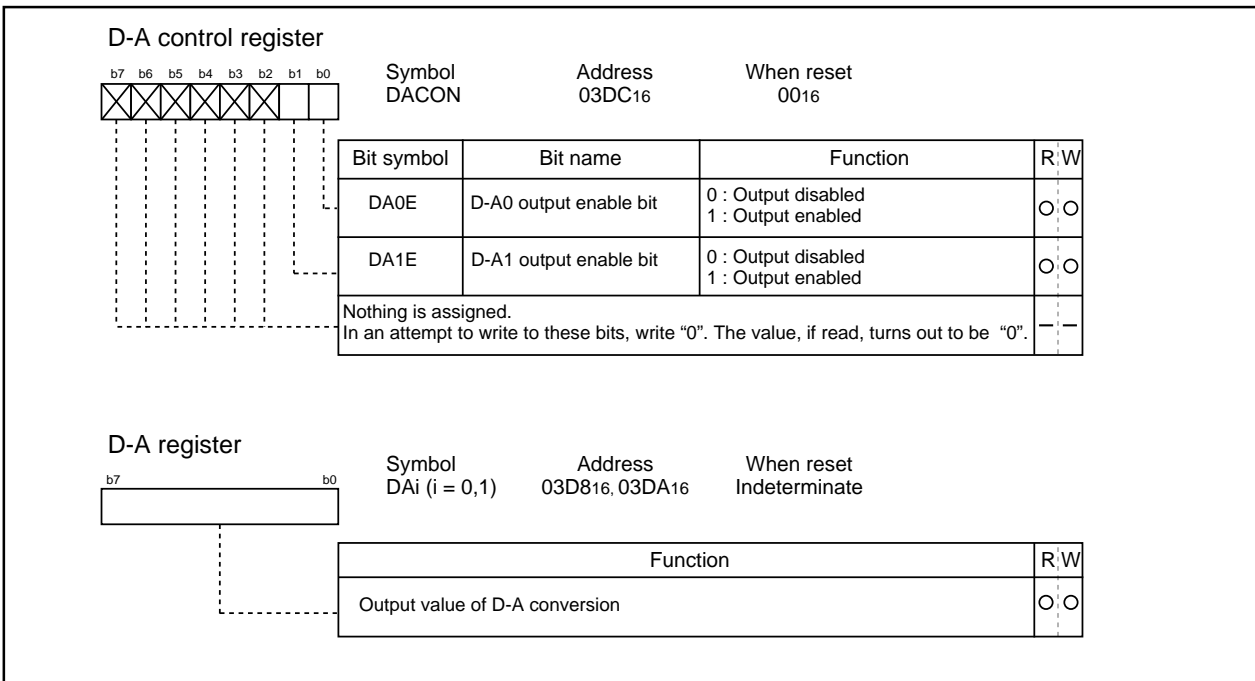 D-A control register
b7 b6 b5 b4 b3 b2 b1 b0
Symbol Address When reset
DACON 03DC16 0016
Bit symbol Bit name Function R W
DA0E D-A0 output enable bit 0 : Output disabled
1 : Output enabled
DA1E D-A1 output enable bit 0 : Output disabled
1 : Output enabled
Nothing is assigned.
In an attempt to write to these bits, write “0”. The value, if read, turns out to be “0”.
D-A register
b7 b0
Symbol Address When reset
DAi (i = 0,1) 03D816, 03DA16 Indeterminate
Function R W
Output value of D-A conversion